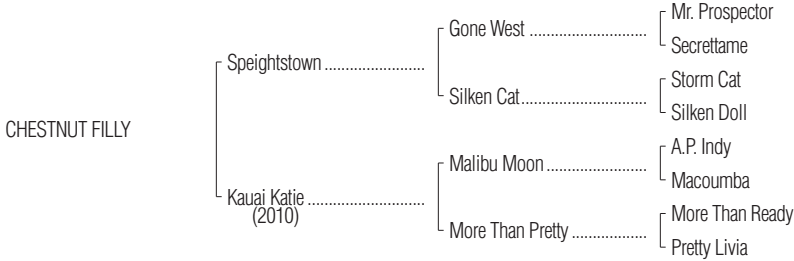 Mr. Prospector
Gone West ..........................
Secrettame
Speightstown ......................
Storm Cat
Silken Cat............................
Silken Doll
CHESTNUT FILLY
A.P. Indy
Malibu Moon ......................
Macoumba
Kauai Katie ..........................
(2010)
More Than Ready
More Than Pretty .................
Pretty Livia